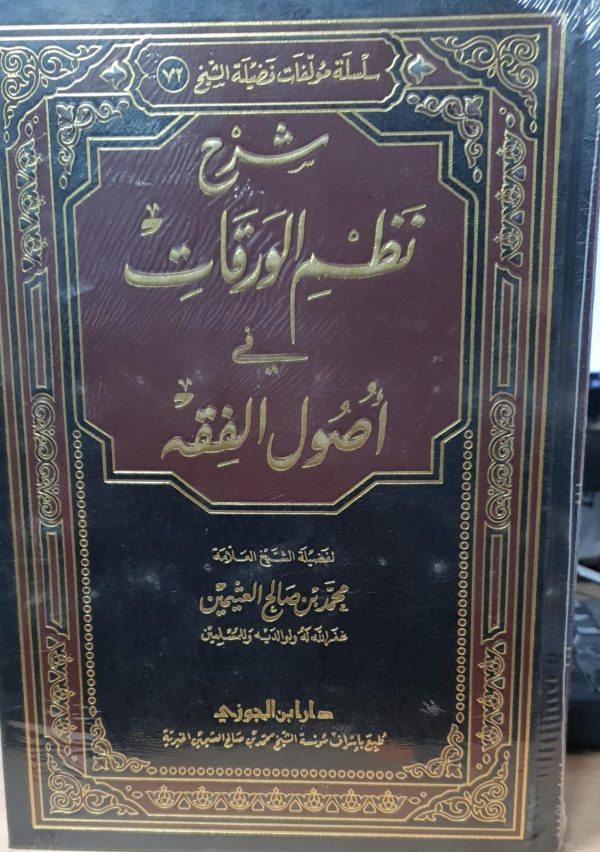 سلسلة مؤلفات فضيلة الشيخ ٧٢
شرح
نظم الورقات
في
أصول الفقه
لفضيلة الشيخ العلامة
محمد بن صالح العثيمين
غفر الله له ولوالديه وللمسلمين
دار ابن الجوزي
طبع بإشراف مؤسسة الشيخ محمد بن صالح العثيمين الخيرية